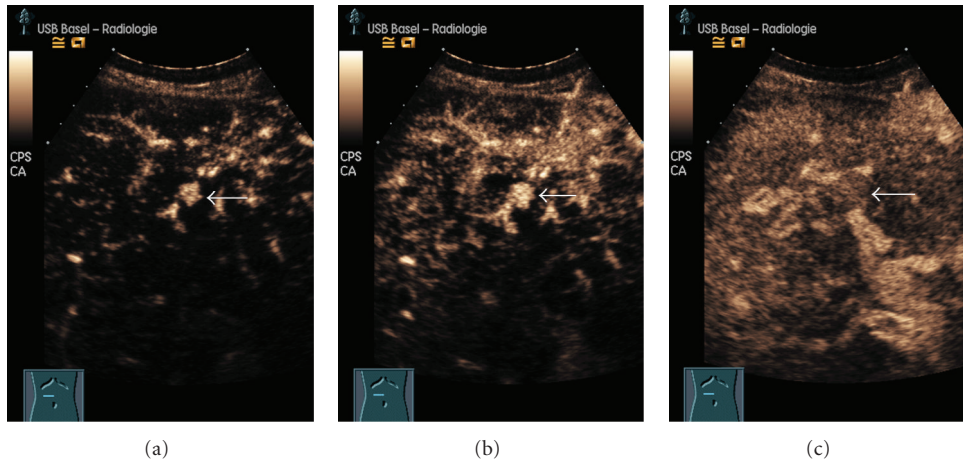 USB Basel – Radiologie
CPS
CA
USB Basel – Radiologie
CPS
CA
USB Basel – Radiologie
CPS
CA
(a)
(b)
(c)